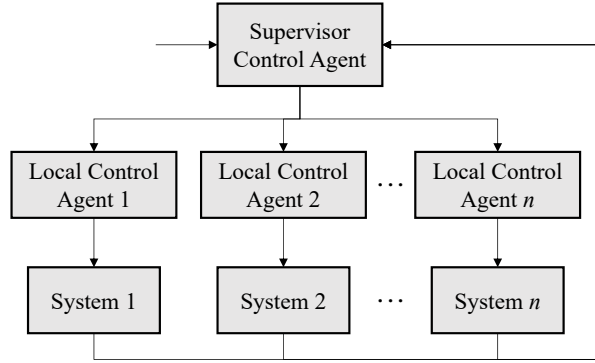 Supervisor
Control Agent
Local Control
Agent 1
Local Control
Agent 2
...
Local Control
Agent n
System 1
System 2
...
System n